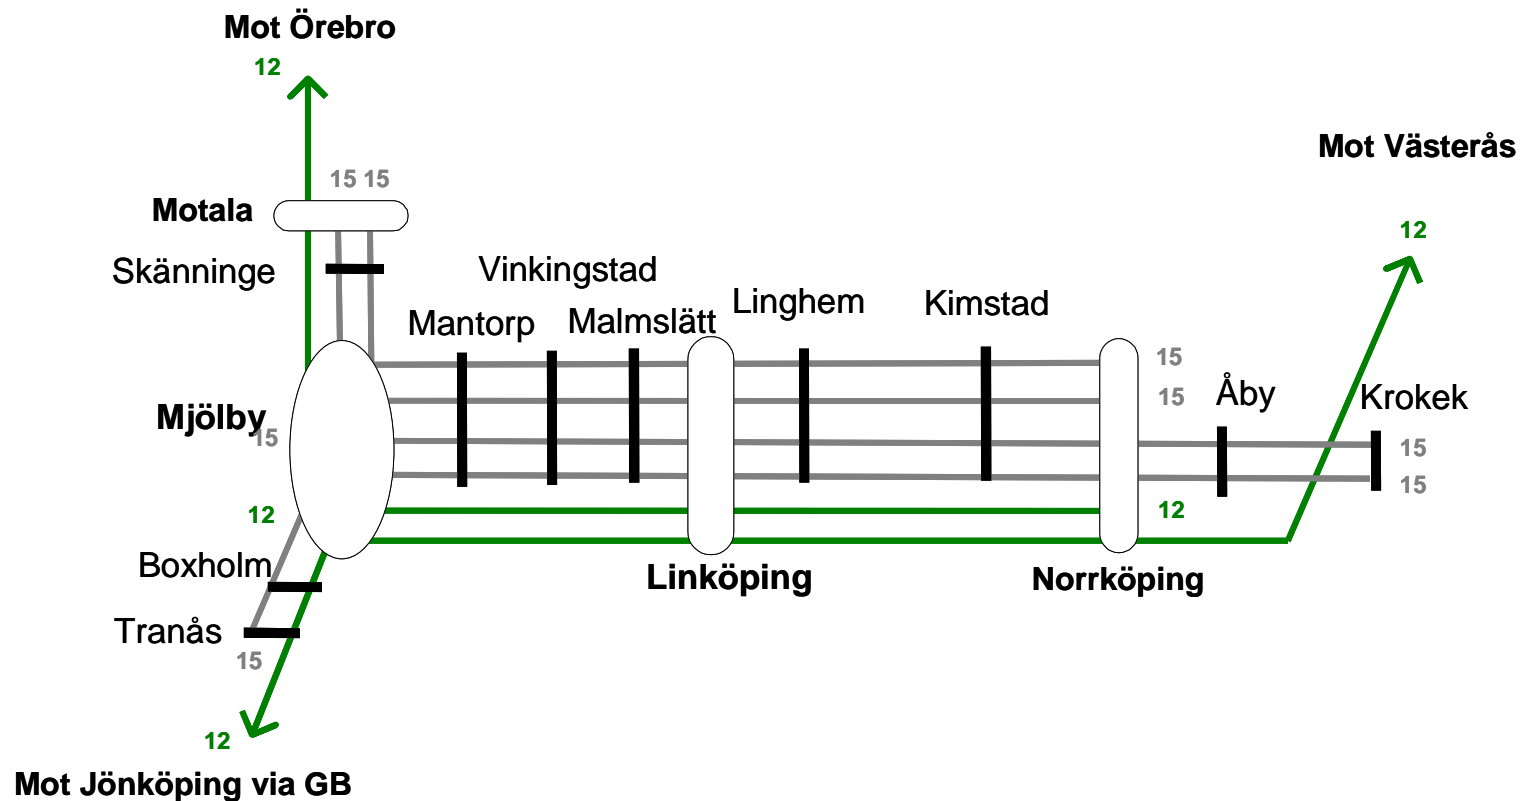 Mot Örebro
12
Mot Västerås
15 15
Motala
12
Skänninge
Vinkingstad
Linghem
Kimstad
Mantorp
Malmslätt
15
Åby
Krokek
15
Mjölby
15
15
15
12
12
Boxholm
Linköping
Norrköping
Tranås
15
12
Mot Jönköping via GB